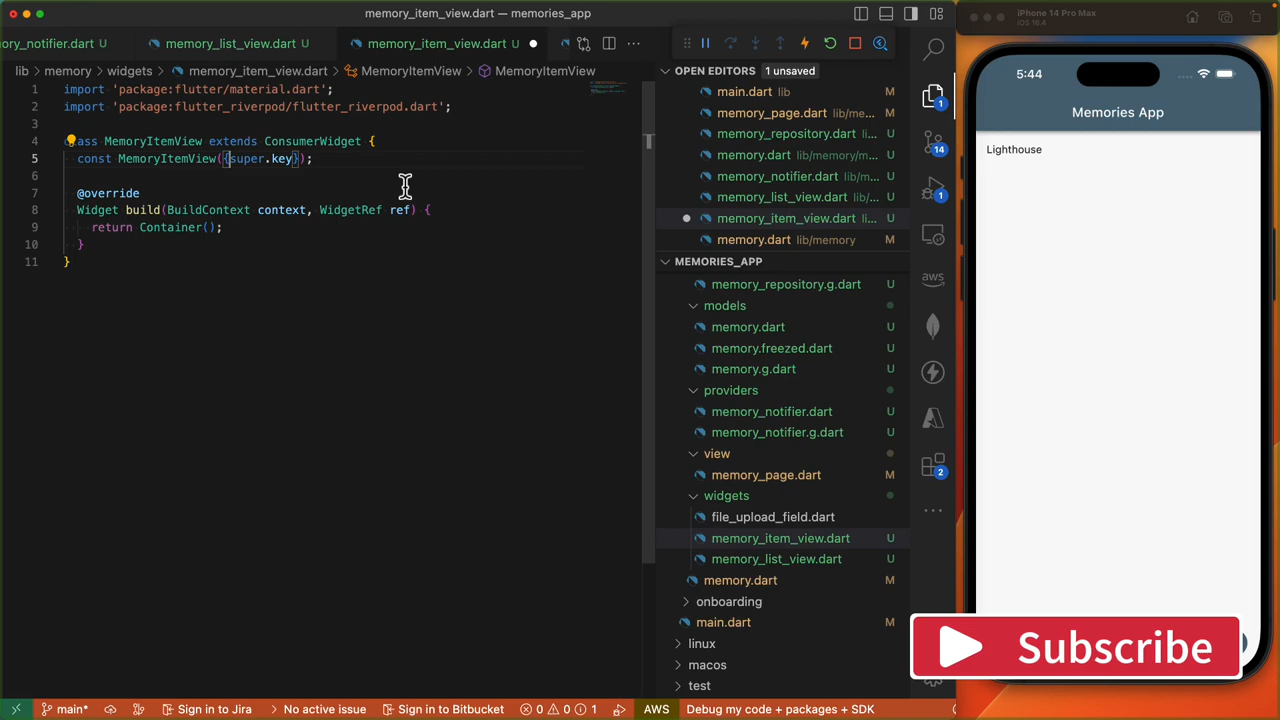 memory_item_view.dart — memories_app
iPhone 14 Pro Max
iOS 16.4
ory_notifier.dart U
memory_list_view.dart U
memory_item_view.dart U
lib > memory > widgets > memory_item_view.dart > MemoryItemView > MemoryItemView
1 import 'package:flutter/material.dart';
2 import 'package:flutter_riverpod/flutter_riverpod.dart';
3
4 ass MemoryItemView extends ConsumerWidget {
5 const MemoryItemView({super.key});
6
7 @override
8 Widget build(BuildContext context, WidgetRef ref) {
9 return Container();
10 }
11 }
OPEN EDITORS 1 unsaved
main.dart lib M
memory_page.dart lib/me... M
memory_repository.dart lib/m... U
memory.dart lib/memory/m... U
memory_notifier.dart lib/m... U
memory_list_view.dart lib/... U
memory_item_view.dart li... U
memory.dart lib/memory M
MEMORIES_APP
memory_repository.g.dart U
models
memory.dart U
memory.freezed.dart U
memory.g.dart U
providers
memory_notifier.dart U
memory_notifier.g.dart U
view
memory_page.dart M
widgets
file_upload_field.dart
memory_item_view.dart U
memory_list_view.dart U
memory.dart M
onboarding
main.dart M
linux
macos
test
1
14
1
aws
2
5:44
Memories App
Lighthouse
Subscribe
main*
Sign in to Jira
No active issue
Sign in to Bitbucket
0 0 1
AWS
Debug my code + packages + SDK